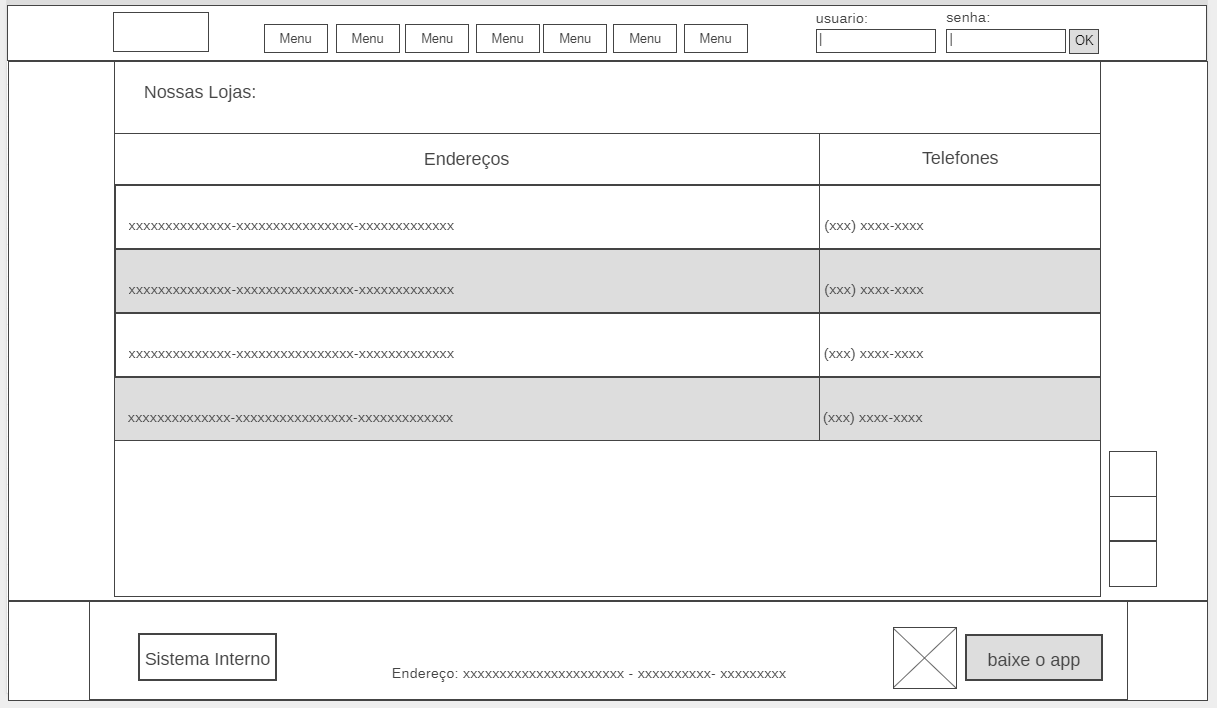 Menu Menu Menu Menu Menu Menu Menu
usuario: senha:
| | OK
Nossas Lojas:
Endereços Telefones
xxxxxxxxxxxxxx-xxxxxxxxxxxxxxxx-xxxxxxxxxxxxx (xxx) xxxx-xxxx
xxxxxxxxxxxxxx-xxxxxxxxxxxxxxxx-xxxxxxxxxxxxx (xxx) xxxx-xxxx
xxxxxxxxxxxxxx-xxxxxxxxxxxxxxxx-xxxxxxxxxxxxx (xxx) xxxx-xxxx
xxxxxxxxxxxxxx-xxxxxxxxxxxxxxxx-xxxxxxxxxxxxx (xxx) xxxx-xxxx
Sistema Interno
Endereço: xxxxxxxxxxxxxxxxxxxxxx - xxxxxxxxxx- xxxxxxxxx
baixe o app